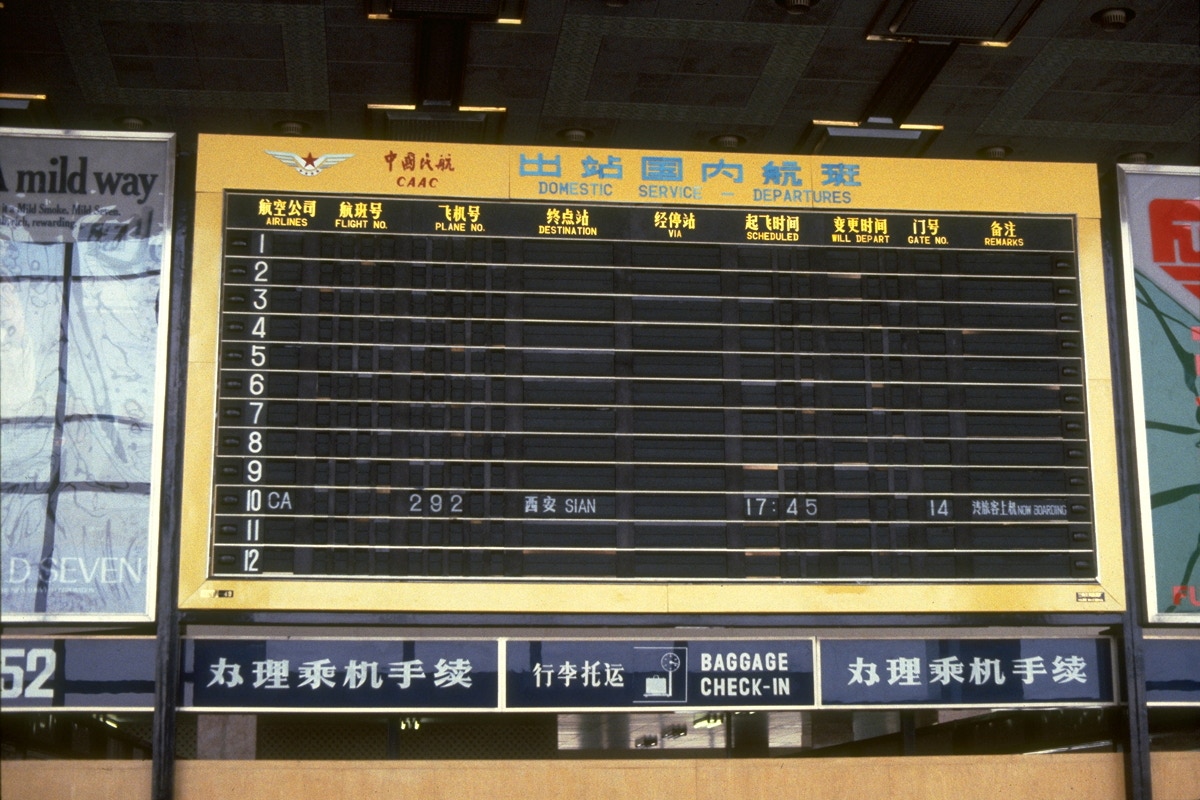 A mild way
Mild Smoke. Mild Seven.
中国民航
CAAC
出站国内航班
DOMESTIC SERVICE — DEPARTURES
航空公司 航班号 飞机号 终点站 经停站 起飞时间 变更时间 门号 备注
AIRLINES FLIGHT NO. PLANE NO. DESTINATION VIA SCHEDULED WILL DEPART GATE NO. REMARKS
1
2
3
4
5
6
7
8
9
10 CA 292 西安 SIAN 17:45 14 旅客上机 NOW BOARDING
11
12
D SEVEN
FU
52
办理乘机手续
行李托运
BAGGAGE
CHECK-IN
办理乘机手续